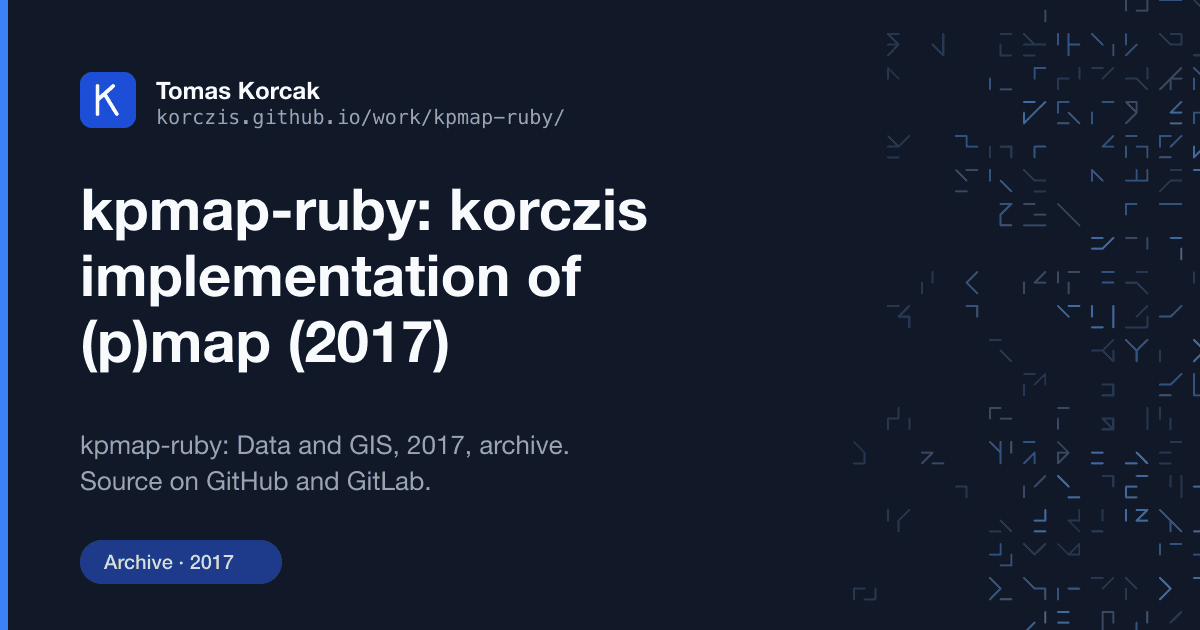 K
Tomas Korcak
korczis.github.io/work/kpmap-ruby/
kpmap-ruby: korczis
implementation of
(p)map (2017)
kpmap-ruby: Data and GIS, 2017, archive.
Source on GitHub and GitLab.
Archive · 2017